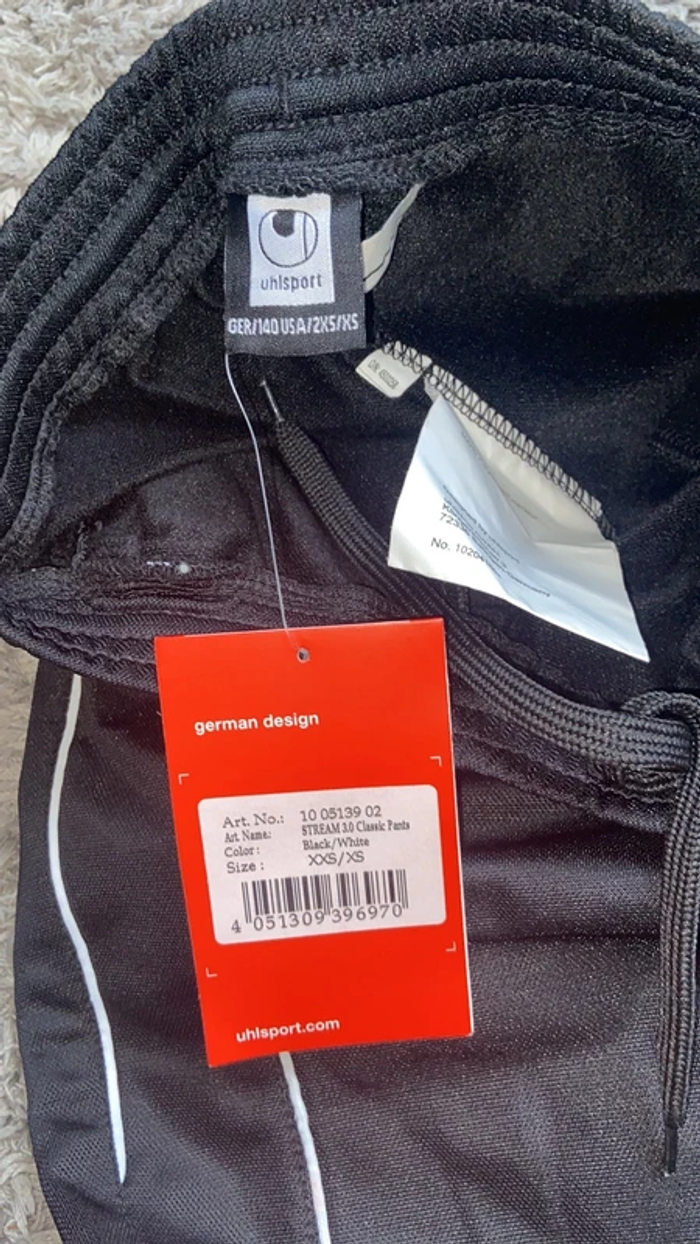 uhlsport
GER/140 USA/2XS/XS
No. 10204
german design
Art. No.: 10 05139 02
Art Name: STREAM 3.0 Classic Pants
Color: Black/White
Size : XXS/XS
4 051309 396970
uhlsport.com